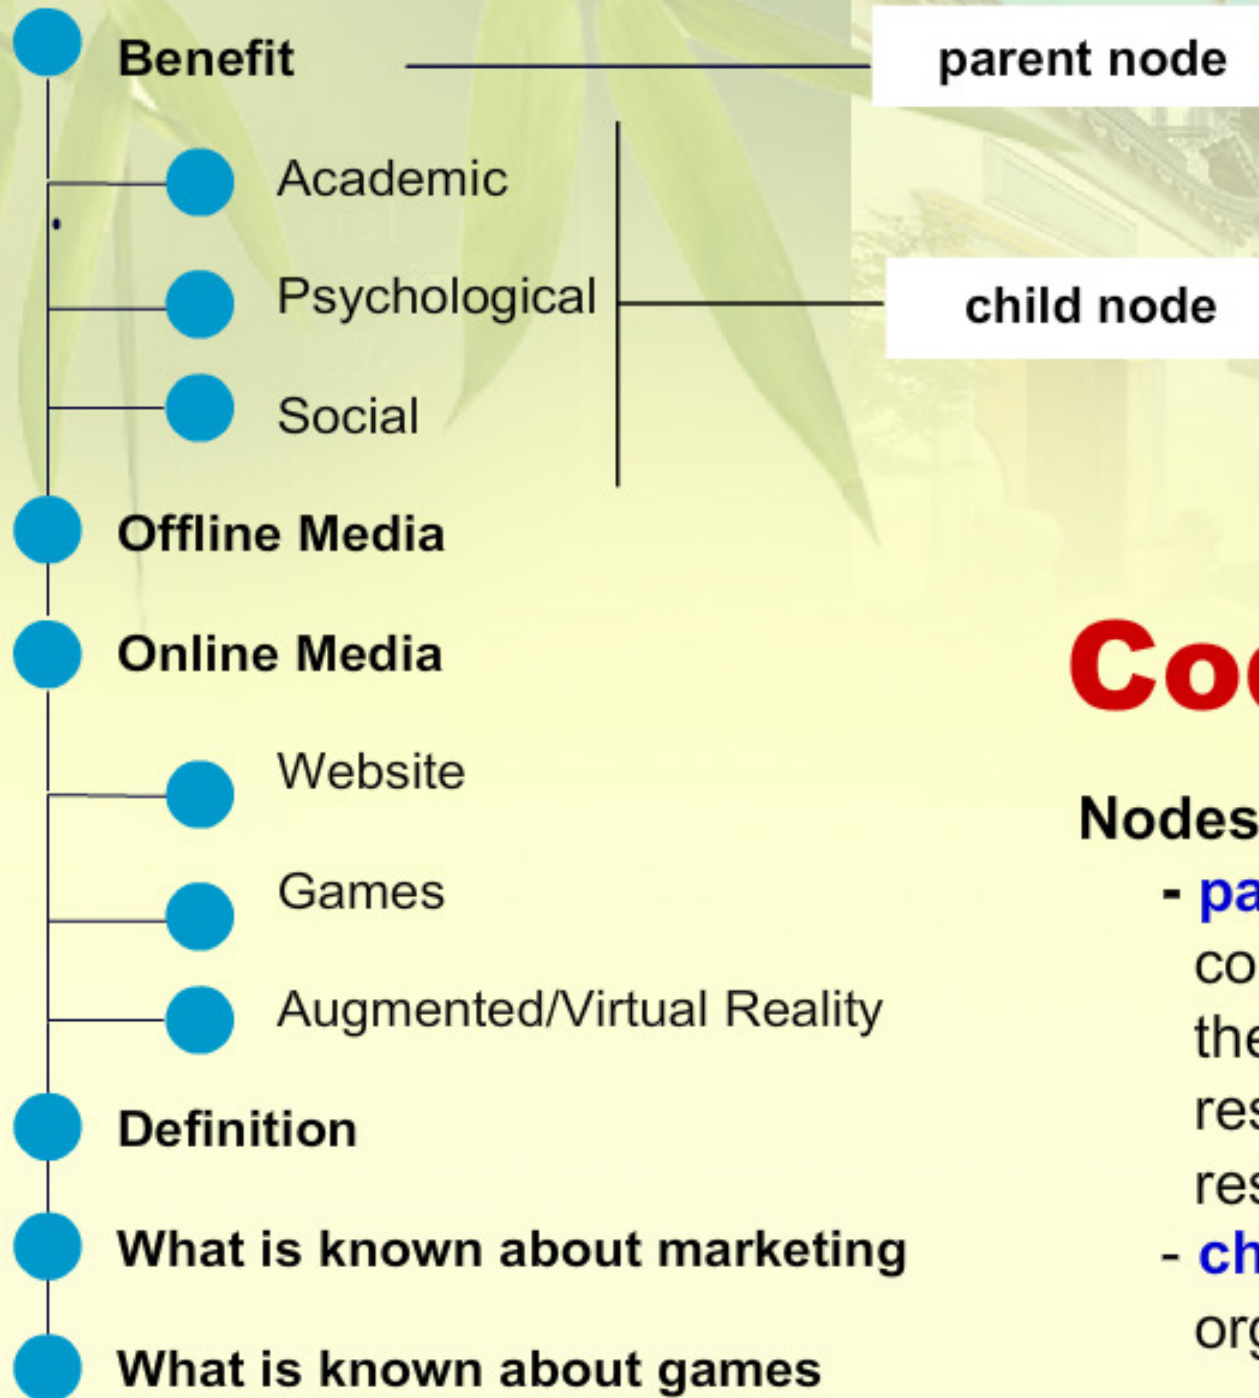 Benefit
parent node
Academic
Psychological
child node
Social
Offline Media
Online Media
Website
Games
Augmented/Virtual Reality
Definition
What is known about marketing
What is known about games
Nodes
-
-